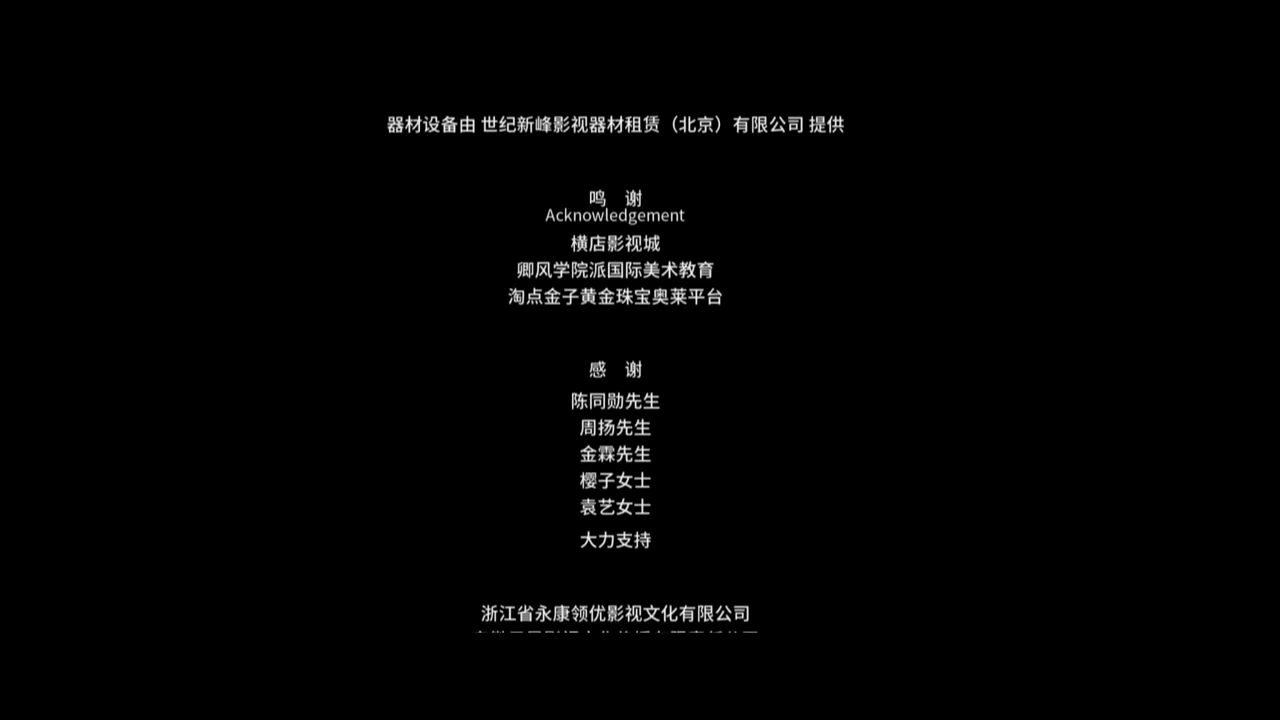 器材设备由 世纪新峰影视器材租赁（北京）有限公司 提供
鸣 谢
Acknowledgement
横店影视城
卿风学院派国际美术教育
淘点金子黄金珠宝奥莱平台
感 谢
陈同勋先生
周扬先生
金霖先生
樱子女士
袁艺女士
大力支持
浙江省永康领优影视文化有限公司